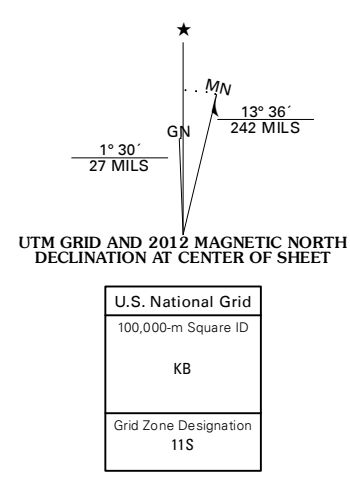 MN
GN
13° 36´
242 MILS
1° 30´
27 MILS
UTM GRID AND 2012 MAGNETIC NORTH
DECLINATION AT CENTER OF SHEET
U.S. National Grid
100,000-m Square ID
KB
Grid Zone Designation
11S